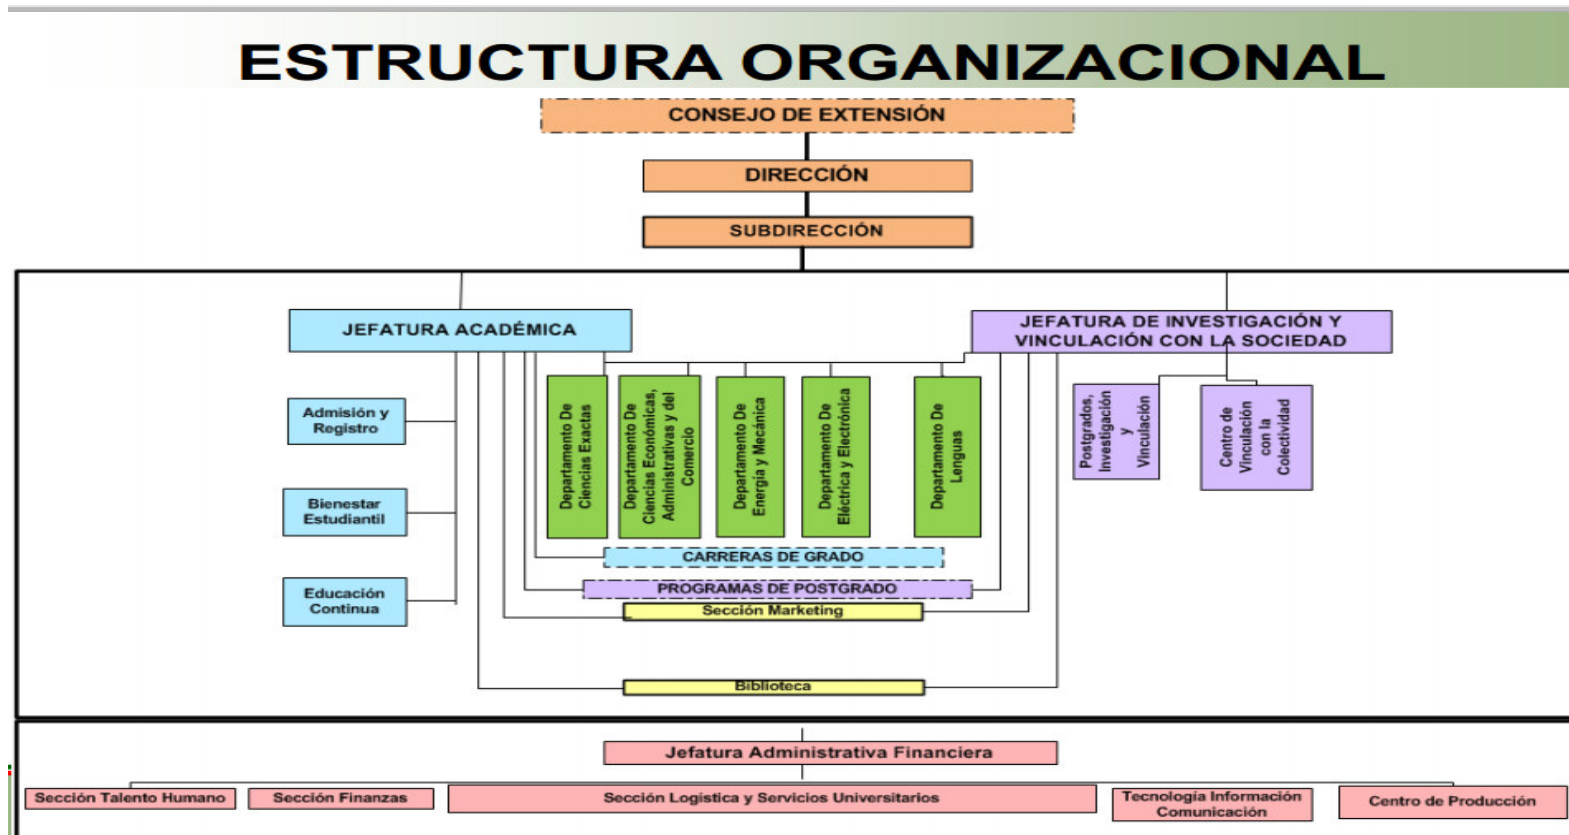 ESTRUCTURA ORGANIZACIONAL
CONSEJO DE EXTENSIÓN
DIRECCIÓN
SUBDIRECCIÓN
JEFATURA ACADÉMICA
JEFATURA DE INVESTIGACIÓN Y
VINCULACIÓN CON LA SOCIEDAD
Admisión y
Registro
Bienestar
Estudiantil
Educación
Continua
Departamento De
Ciencias Exactas
Departamento De
Ciencias Económicas,
Administrativas y del
Comercio
Departamento De
Energía y Mecánica
Departamento De
Eléctrica y Electrónica
Departamento De
Lenguas
Postgrados,
Investigación
y
Vinculación
Centro de
Vinculación
con la
Colectividad
CARRERAS DE GRADO
PROGRAMAS DE POSTGRADO
Sección Marketing
Biblioteca
Jefatura Administrativa Financiera
Sección Talento Humano
Sección Finanzas
Sección Logística y Servicios Universitarios
Tecnología Información
Comunicación
Centro de Producción